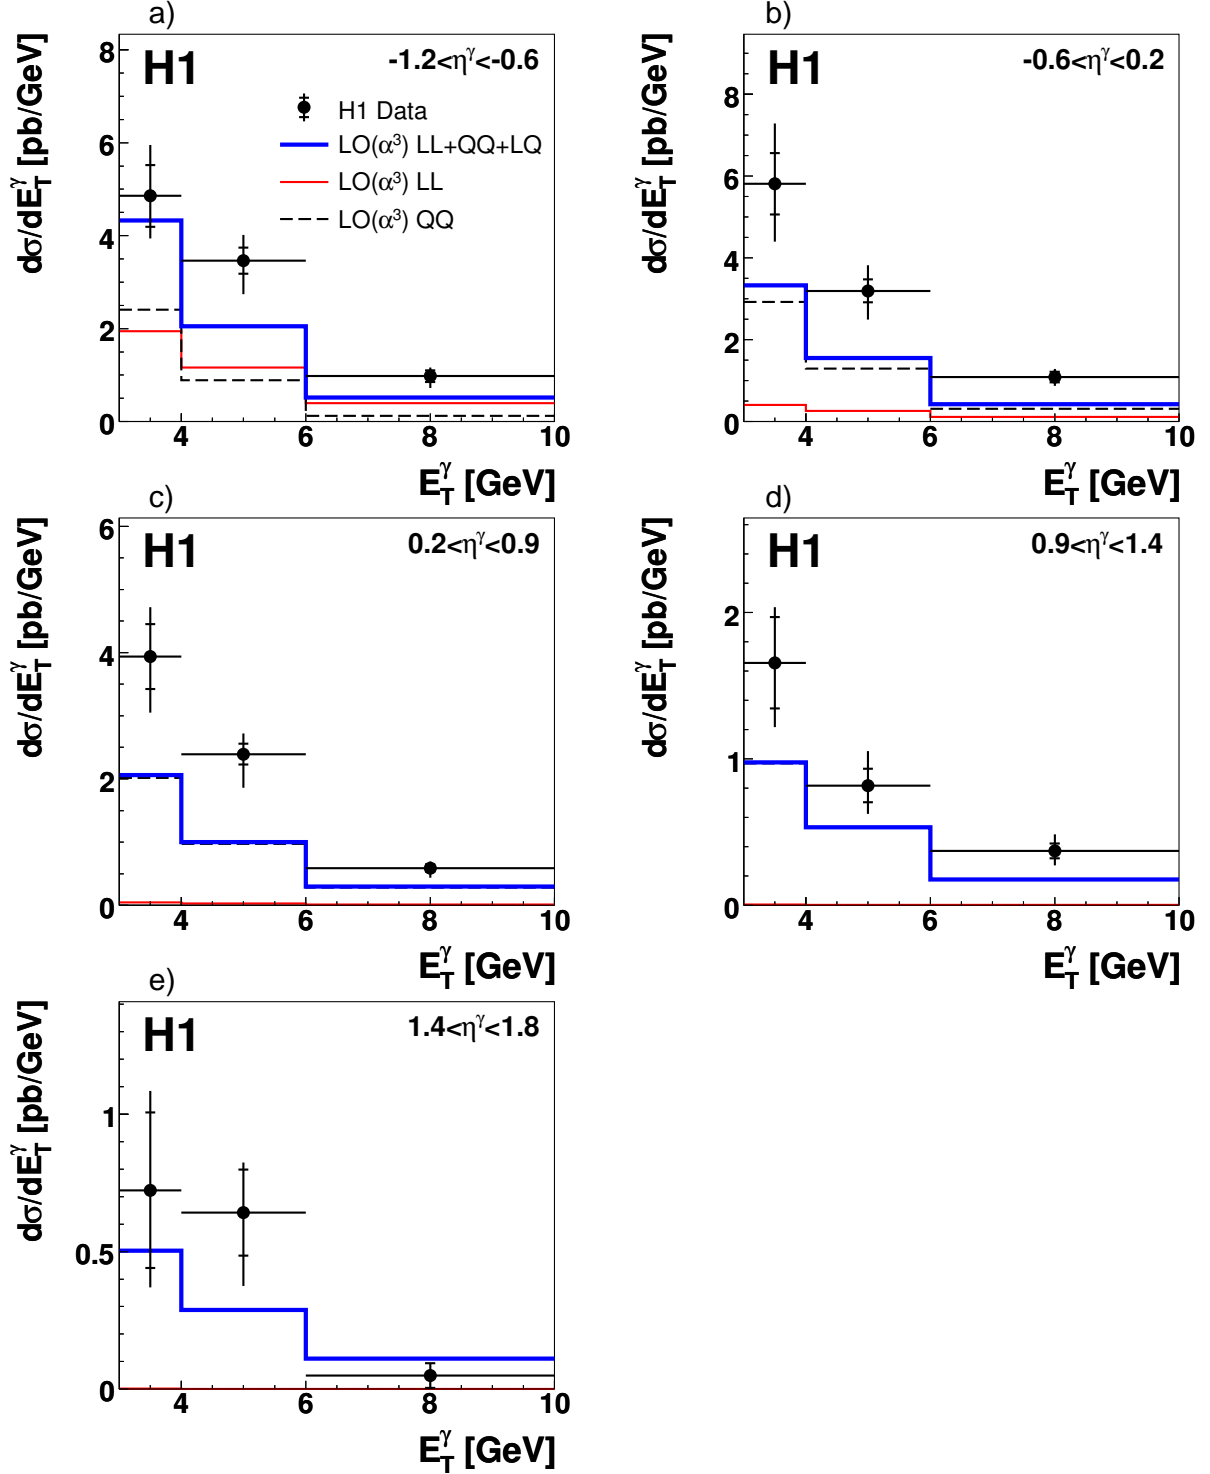 a)
dσ/dE_T^γ [pb/GeV]
H1
-1.2<η^γ<-0.6
H1 Data
LO(α³) LL+QQ+LQ
LO(α³) LL
LO(α³) QQ
8
6
4
2
0
4 6 8 10
E_T^γ [GeV]
b)
dσ/dE_T^γ [pb/GeV]
H1
-0.6<η^γ<0.2
8
6
4
2
0
4 6 8 10
E_T^γ [GeV]
c)
dσ/dE_T^γ [pb/GeV]
H1
0.2<η^γ<0.9
6
4
2
0
4 6 8 10
E_T^γ [GeV]
d)
dσ/dE_T^γ [pb/GeV]
H1
0.9<η^γ<1.4
2
1
0
4 6 8 10
E_T^γ [GeV]
e)
dσ/dE_T^γ [pb/GeV]
H1
1.4<η^γ<1.8
1
0.5
0
4 6 8 10
E_T^γ [GeV]